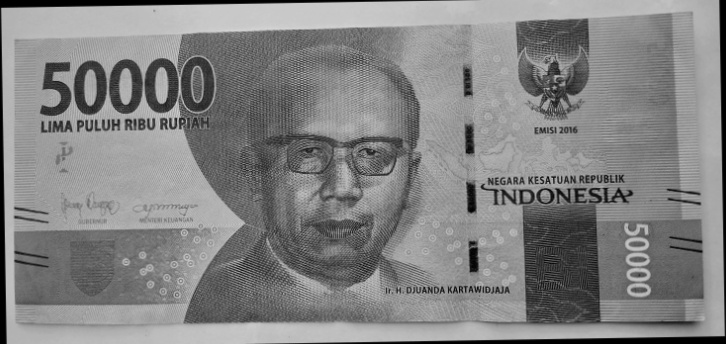 50000
LIMA PULUH RIBU RUPIAH
EMISI 2016
NEGARA KESATUAN REPUBLIK
INDONESIA
GUBERNUR
MENTERI KEUANGAN
50000
Ir. H. DJUANDA KARTAWIDJAJA